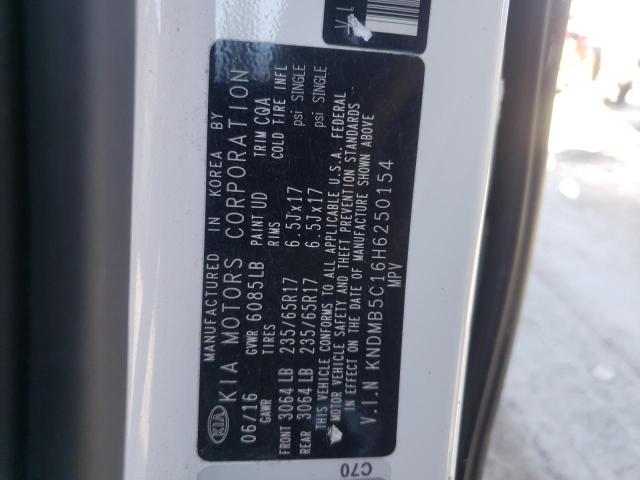 MANUFACTURED IN KOREA BY
KIA KIA MOTORS CORPORATION
06/16 GVWR 6085LB PAINT UD TRIM CQA
GAWR TIRES RIMS COLD TIRE INFL
FRONT 3064 LB 235/65R17 6.5Jx17 psi SINGLE
REAR 3064 LB 235/65R17 6.5Jx17 psi SINGLE
THIS VEHICLE CONFORMS TO ALL APPLICABLE U.S.A. FEDERAL
MOTOR VEHICLE SAFETY AND THEFT PREVENTION STANDARDS
IN EFFECT ON THE DATE OF MANUFACTURE SHOWN ABOVE
V.I.N KNDMB5C16H6250154
MPV
C70